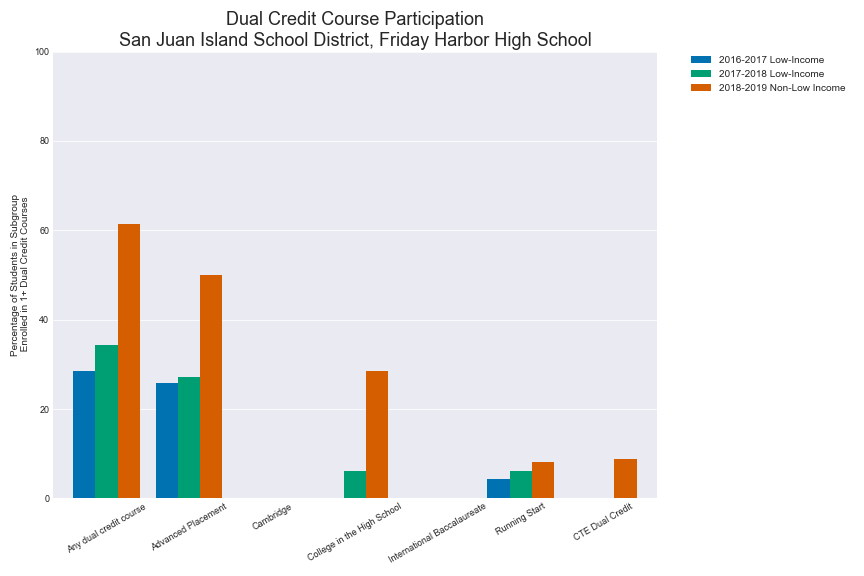 Dual Credit Course Participation
San Juan Island School District, Friday Harbor High School
2016-2017 Low-Income
2017-2018 Low-Income
2018-2019 Non-Low Income
Percentage of Students in Subgroup
Enrolled in 1+ Dual Credit Courses
100
80
60
40
20
0
Any dual credit course
Advanced Placement
Cambridge
College in the High School
International Baccalaureate
Running Start
CTE Dual Credit